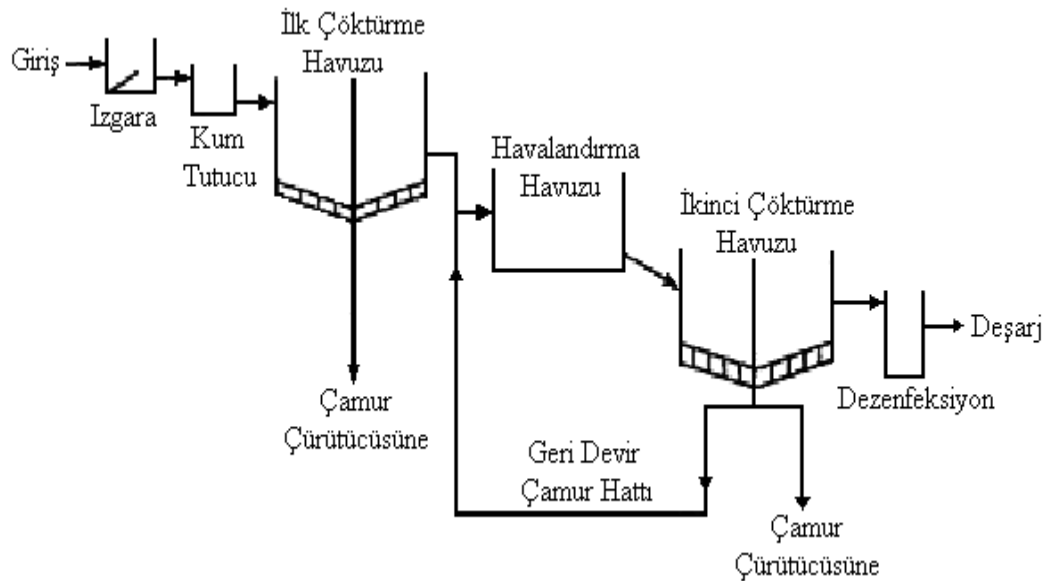 Giriş
Izgara
Kum
Tutucu
İlk Çöktürme
Havuzu
Çamur
Çürütücüsüne
Havalandırma
Havuzu
İkinci Çöktürme
Havuzu
Geri Devir
Çamur Hattı
Çamur
Çürütücüsüne
Dezenfeksiyon
Deşarj